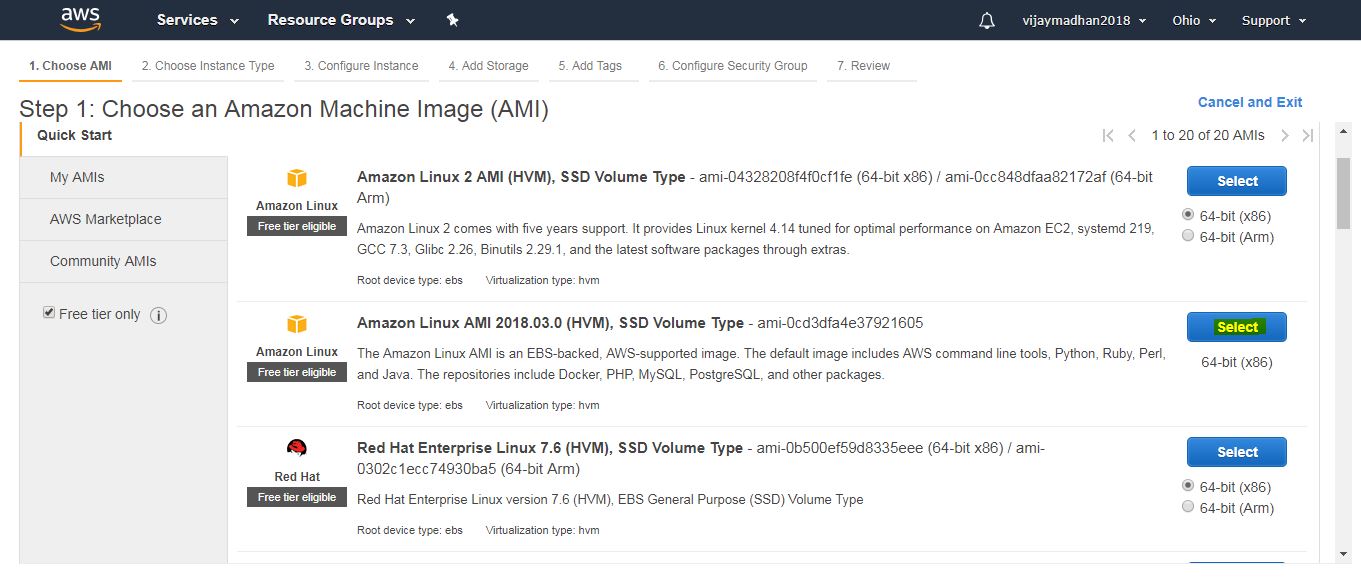 aws Services Resource Groups vijaymadhan2018 Ohio Support
1. Choose AMI 2. Choose Instance Type 3. Configure Instance 4. Add Storage 5. Add Tags 6. Configure Security Group 7. Review
Step 1: Choose an Amazon Machine Image (AMI)
Cancel and Exit
Quick Start
1 to 20 of 20 AMIs
My AMIs
AWS Marketplace
Community AMIs
Free tier only
Amazon Linux
Free tier eligible
Amazon Linux 2 AMI (HVM), SSD Volume Type - ami-04328208f4f0cf1fe (64-bit x86) / ami-0cc848dfaa82172af (64-bit
Arm)
Amazon Linux 2 comes with five years support. It provides Linux kernel 4.14 tuned for optimal performance on Amazon EC2, systemd 219,
GCC 7.3, Glibc 2.26, Binutils 2.29.1, and the latest software packages through extras.
Root device type: ebs Virtualization type: hvm
Select
64-bit (x86)
64-bit (Arm)
Amazon Linux
Free tier eligible
Amazon Linux AMI 2018.03.0 (HVM), SSD Volume Type - ami-0cd3dfa4e37921605
The Amazon Linux AMI is an EBS-backed, AWS-supported image. The default image includes AWS command line tools, Python, Ruby, Perl,
and Java. The repositories include Docker, PHP, MySQL, PostgreSQL, and other packages.
Root device type: ebs Virtualization type: hvm
Select
64-bit (x86)
Red Hat
Free tier eligible
Red Hat Enterprise Linux 7.6 (HVM), SSD Volume Type - ami-0b500ef59d8335eee (64-bit x86) / ami-
0302c1ecc74930ba5 (64-bit Arm)
Red Hat Enterprise Linux version 7.6 (HVM), EBS General Purpose (SSD) Volume Type
Root device type: ebs Virtualization type: hvm
Select
64-bit (x86)
64-bit (Arm)